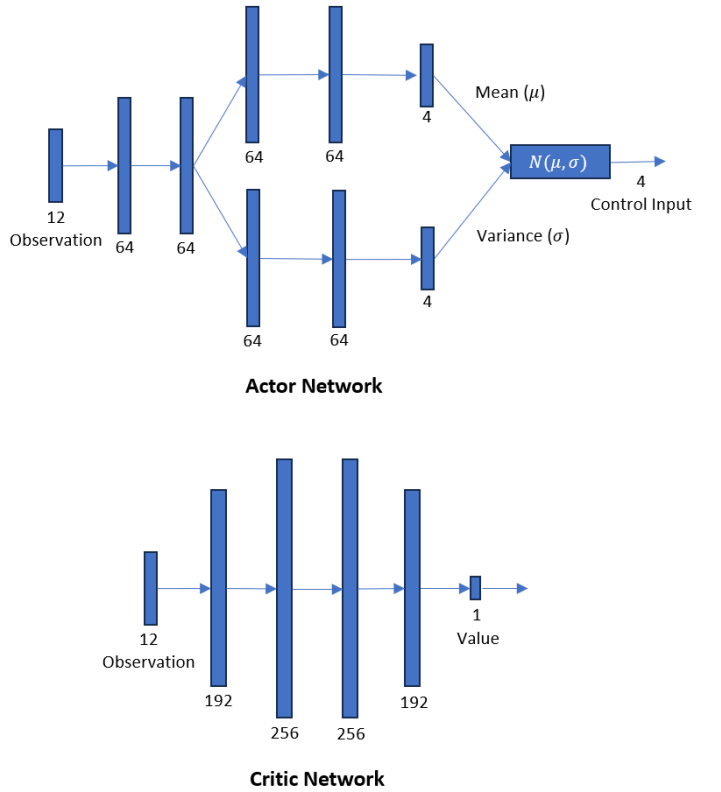 64
64
4
Mean (μ)
12
Observation
64
64
N(μ, σ)
4
Control Input
Variance (σ)
64
64
4
Actor Network
12
Observation
192
256
256
192
1
Value
Critic Network